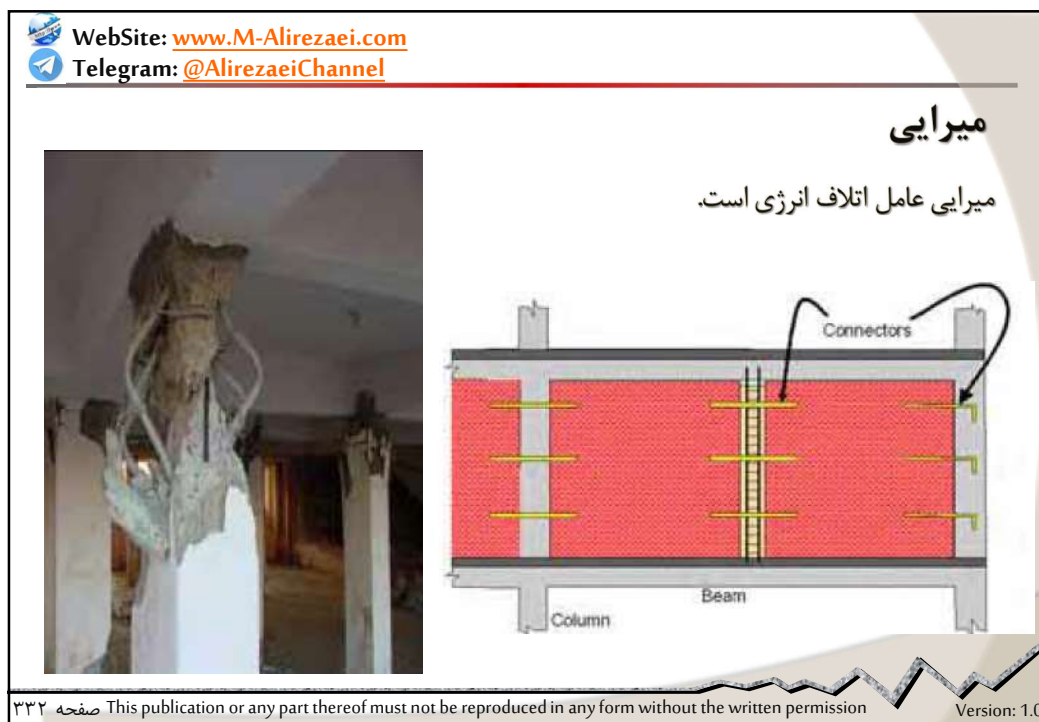 WebSite: www.M-Alirezaei.com
Telegram: @AlirezaeiChannel
میرایی
میرایی عامل اتلاف انرژی است.
Connectors
Beam
Column
صفحه ۳۳۲ This publication or any part thereof must not be reproduced in any form without the written permission
Version: 1.0